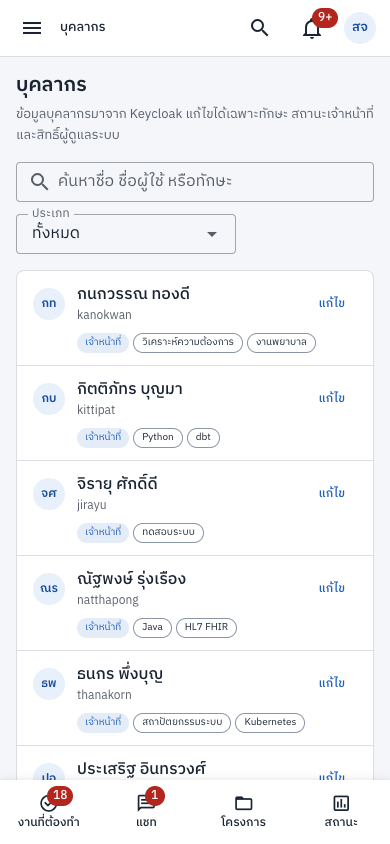 บุคลากร
9+
สจ
บุคลากร
ข้อมูลบุคลากรมาจาก Keycloak แก้ไขได้เฉพาะทักษะ สถานะเจ้าหน้าที่
และสิทธิ์ผู้ดูแลระบบ
ค้นหาชื่อ ชื่อผู้ใช้ หรือทักษะ
ประเภท
ทั้งหมด
กท
กนกวรรณ ทองดี
แก้ไข
kanokwan
เจ้าหน้าที่ วิเคราะห์ความต้องการ งานพยาบาล
กบ
กิตติภัทร บุญมา
แก้ไข
kittipat
เจ้าหน้าที่ Python dbt
จศ
จิรายุ ศักดิ์ดี
แก้ไข
jirayu
เจ้าหน้าที่ ทดสอบระบบ
ณร
ณัฐพงษ์ รุ่งเรือง
แก้ไข
natthapong
เจ้าหน้าที่ Java HL7 FHIR
ธพ
ธนกร พึ่งบุญ
แก้ไข
thanakorn
เจ้าหน้าที่ สถาปัตยกรรมระบบ Kubernetes
ปอ
ประเสริฐ อินทรวงศ์
แก้ไข
18
1
งานที่ต้องทำ แชท โครงการ สถานะ